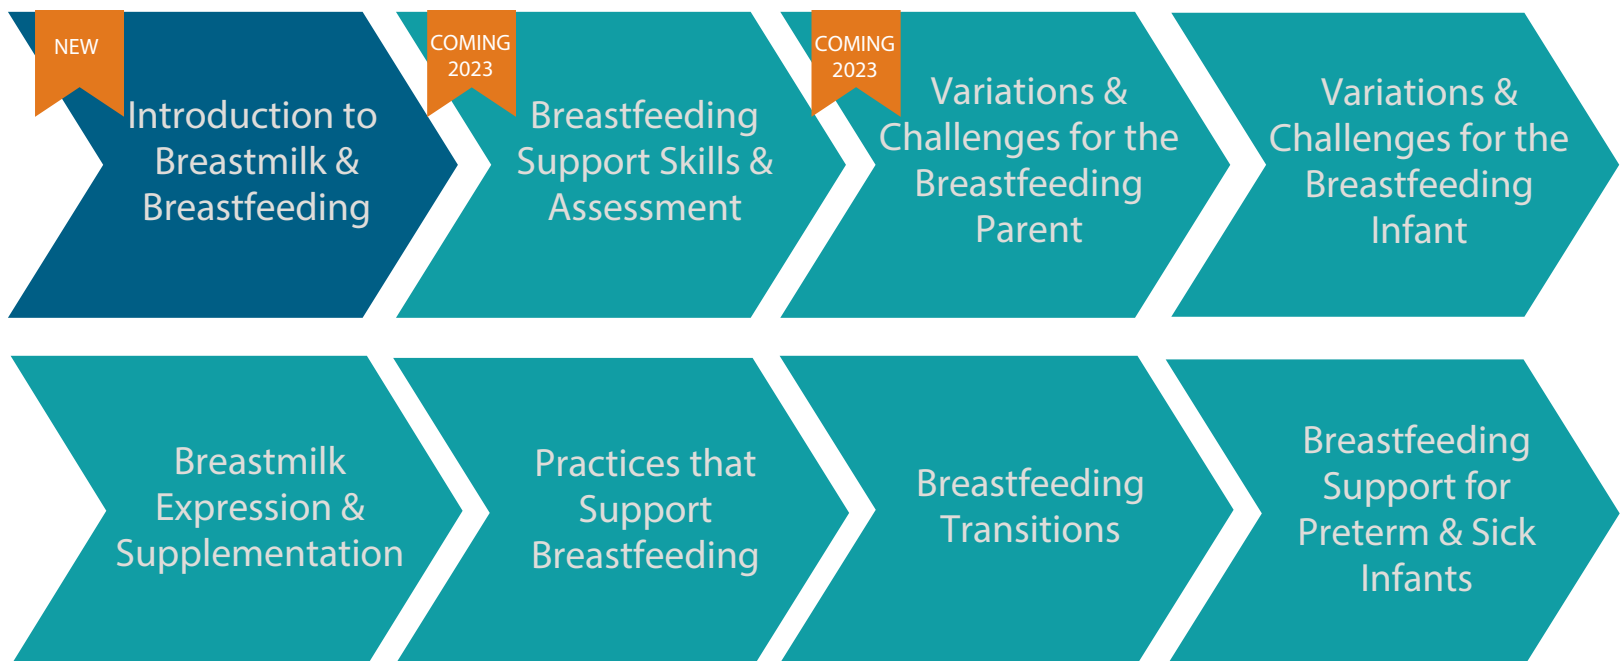 NEW
Introduction to
Breastmilk &
Breastfeeding
COMING
2023
Breastfeeding
Support Skills &
Assessment
COMING
2023
Variations &
Challenges for the
Breastfeeding
Parent
Variations &
Challenges for the
Breastfeeding
Infant
Breastmilk
Expression &
Supplementation
Practices that
Support
Breastfeeding
Breastfeeding
Transitions
Breastfeeding
Support for
Preterm & Sick
Infants